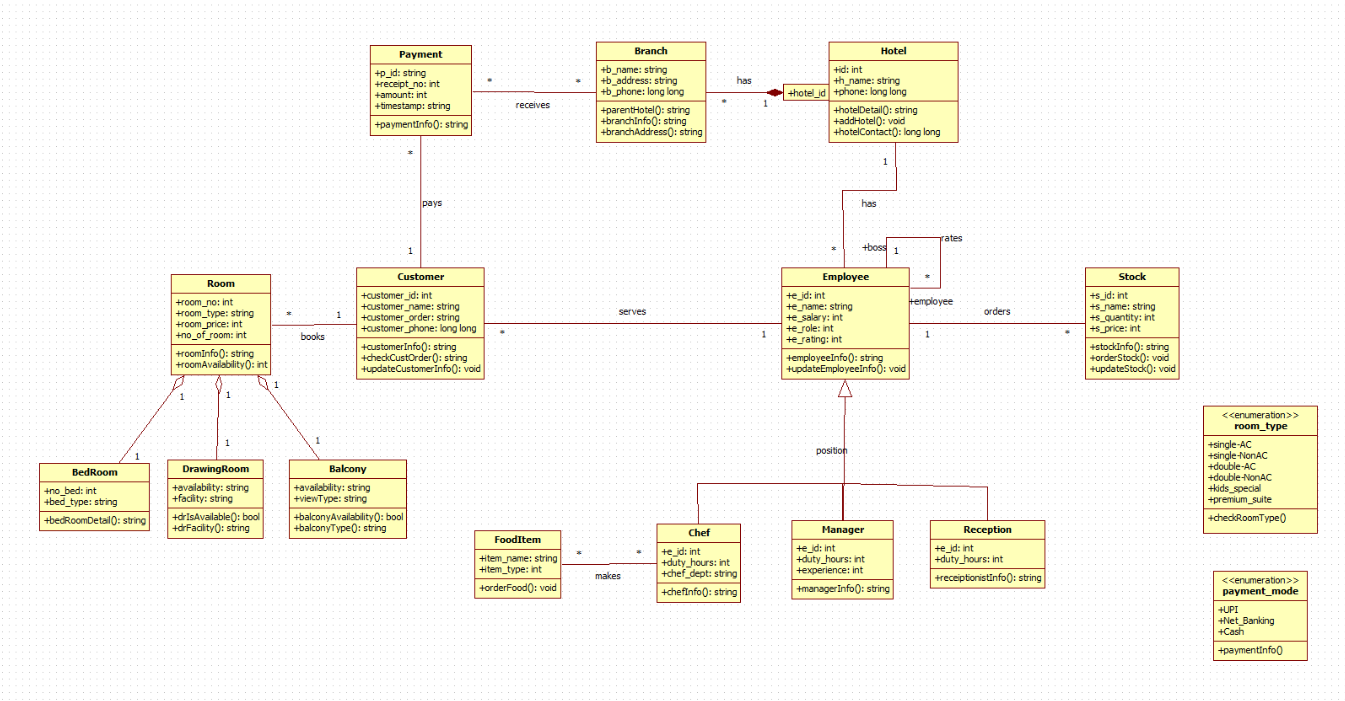 Payment
+p_id: string
+receipt_no: int
+amount: int
+timestamp: string
+paymentInfo(): string
*
*
receives
Branch
+b_name: string
+b_address: string
+b_phone: long long
+parentHotel(): string
+branchInfo(): string
+branchAddress(): string
has
*
1
+hotel_id
Hotel
+id: int
+h_name: string
+phone: long long
+hotelDetail(): string
+addHotel(): void
+hotelContact(): long long
*
pays
1
1
has
*
+boss
1
rates
*
+employee
Room
+room_no: int
+room_type: string
+room_price: int
+no_of_room: int
+roomInfo(): string
+roomAvailability(): int
*
1
books
Customer
+customer_id: int
+customer_name: string
+customer_order: string
+customer_phone: long long
+customerInfo(): string
+checkCustOrder(): string
+updateCustomerInfo(): void
serves
*
1
Employee
+e_id: int
+e_name: string
+e_salary: int
+e_role: int
+e_rating: int
+employeeInfo(): string
+updateEmployeeInfo(): void
orders
1
*
Stock
+s_id: int
+s_name: string
+s_quantity: int
+s_price: int
+stockInfo(): string
+orderStock(): void
+updateStock(): void
1
1
1
1
1
1
BedRoom
+no_bed: int
+bed_type: string
+bedRoomDetail(): string
DrawingRoom
+availability: string
+facility: string
+drIsAvailable(): bool
+drFacility(): string
Balcony
+availability: string
+viewType: string
+balconyAvailability(): bool
+balconyType(): string
position
FoodItem
+item_name: string
+item_type: int
+orderFood(): void
*
*
makes
Chef
+e_id: int
+duty_hours: int
+chef_dept: string
+chefInfo(): string
Manager
+e_id: int
+duty_hours: int
+experience: int
+managerInfo(): string
Reception
+e_id: int
+duty_hours: int
+receiptionistInfo(): string
<<enumeration>>
room_type
+single-AC
+single-NonAC
+double-AC
+double-NonAC
+kids_special
+premium_suite
+checkRoomType()
<<enumeration>>
payment_mode
+UPI
+Net_Banking
+Cash
+paymentInfo()